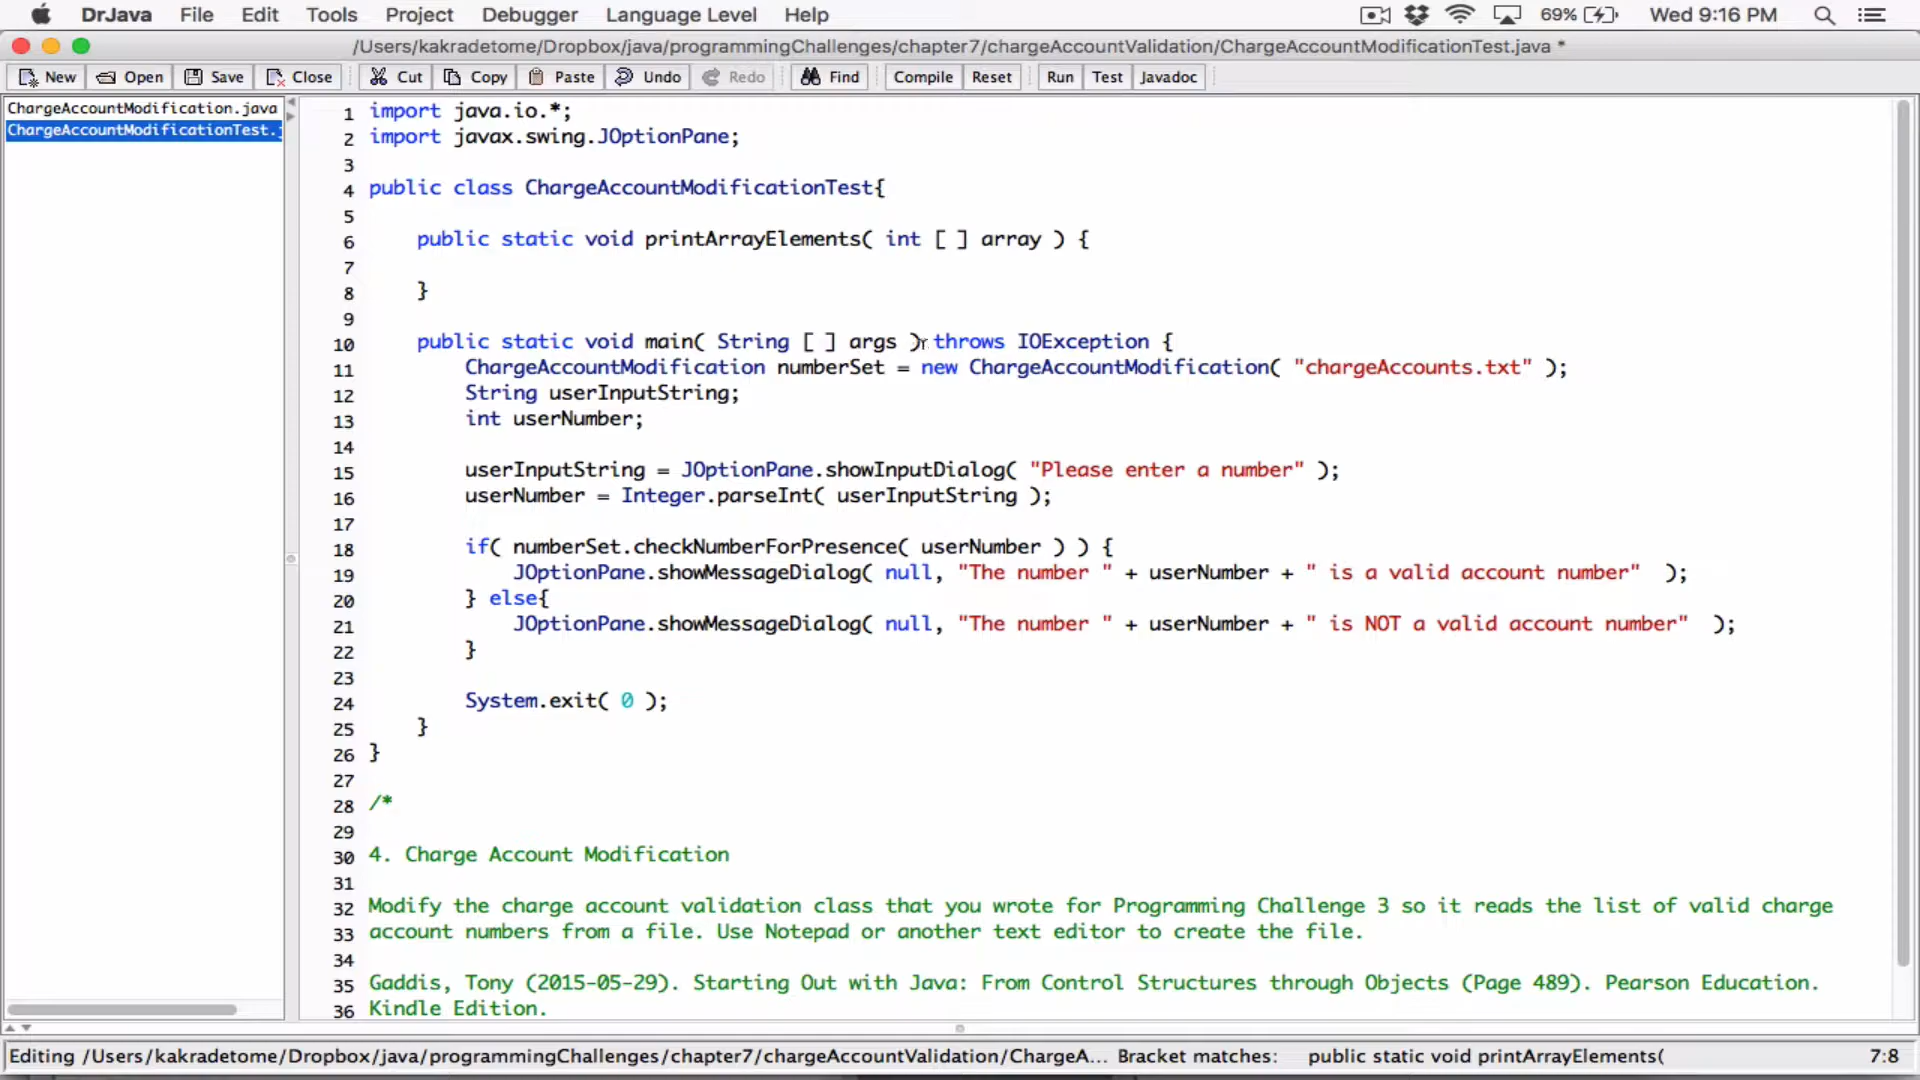 DrJava File Edit Tools Project Debugger Language Level Help 69% Wed 9:16 PM
/Users/kakradetome/Dropbox/java/programmingChallenges/chapter7/chargeAccountValidation/ChargeAccountModificationTest.java *
New Open Save Close Cut Copy Paste Undo Redo Find Compile Reset Run Test Javadoc
ChargeAccountModification.java
ChargeAccountModificationTest.j
1 import java.io.*;
2 import javax.swing.JOptionPane;
3
4 public class ChargeAccountModificationTest{
5
6 public static void printArrayElements( int [ ] array ) {
7
8 }
9
10 public static void main( String [ ] args ) throws IOException {
11 ChargeAccountModification numberSet = new ChargeAccountModification( "chargeAccounts.txt" );
12 String userInputString;
13 int userNumber;
14
15 userInputString = JOptionPane.showInputDialog( "Please enter a number" );
16 userNumber = Integer.parseInt( userInputString );
17
18 if( numberSet.checkNumberForPresence( userNumber ) ) {
19 JOptionPane.showMessageDialog( null, "The number " + userNumber + " is a valid account number" );
20 } else{
21 JOptionPane.showMessageDialog( null, "The number " + userNumber + " is NOT a valid account number" );
22 }
23
24 System.exit( 0 );
25 }
26 }
27
28 /*
29
30 4. Charge Account Modification
31
32 Modify the charge account validation class that you wrote for Programming Challenge 3 so it reads the list of valid charge
33 account numbers from a file. Use Notepad or another text editor to create the file.
34
35 Gaddis, Tony (2015-05-29). Starting Out with Java: From Control Structures through Objects (Page 489). Pearson Education.
36 Kindle Edition.
Editing /Users/kakradetome/Dropbox/java/programmingChallenges/chapter7/chargeAccountValidation/ChargeA... Bracket matches: public static void printArrayElements( 7:8